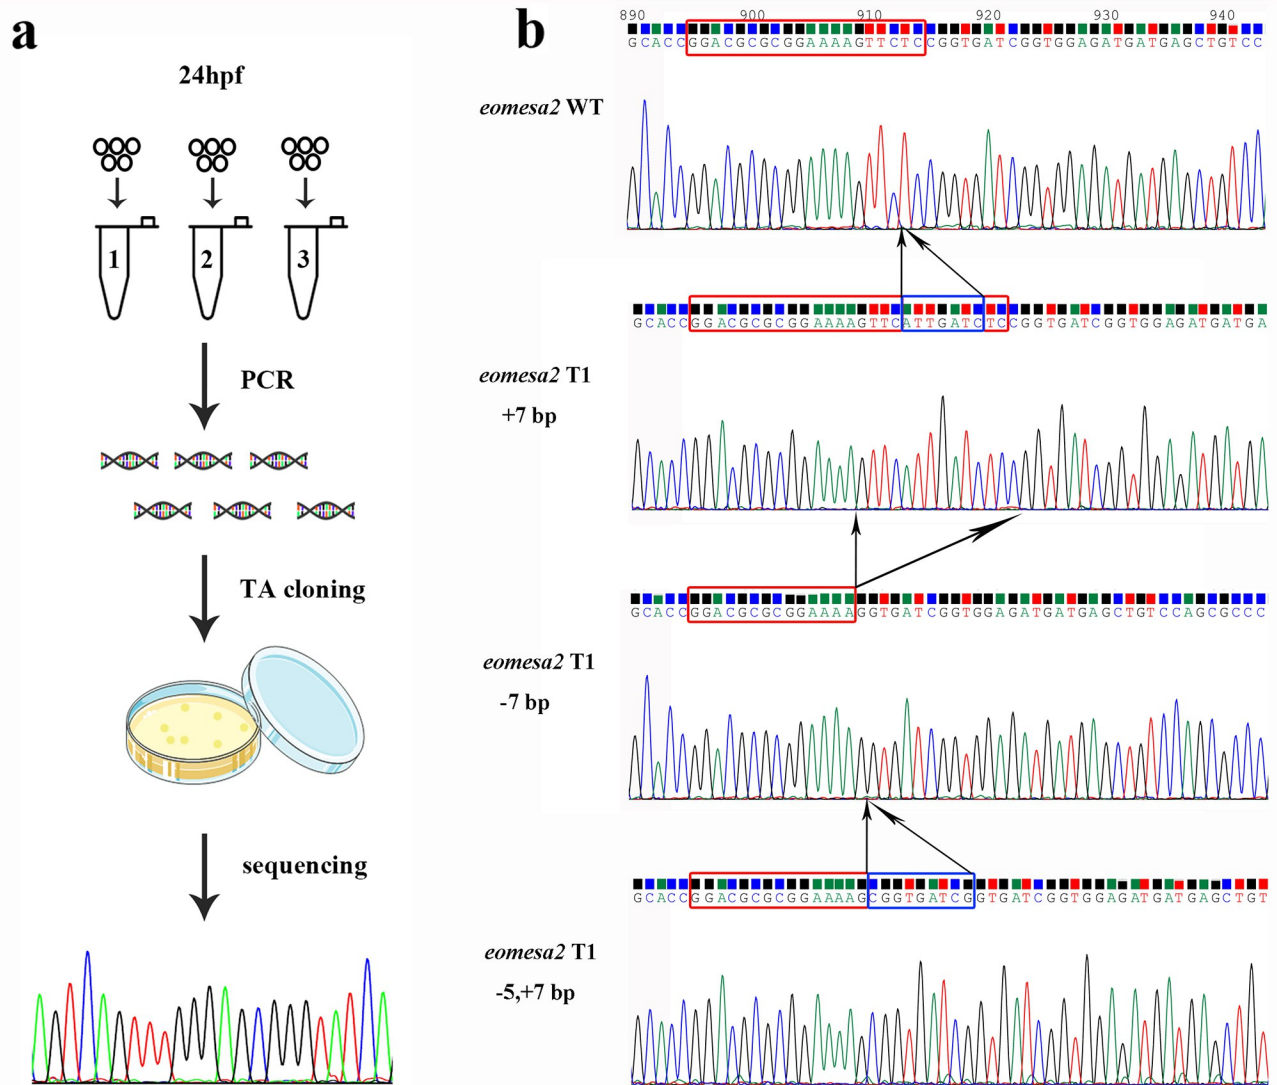 a
24hpf
1 2 3
PCR
TA cloning
sequencing
b
890 900 910 920 930 940
GCACCGGACGCGCGGAAAAGTTCTCCGGTGATCGGTGGAGATGATGAGCTGTCC
eomesa2 WT
GCACCGGACGCGCGGAAAAGTTCATTGATCTCCGGTGATCGGTGGAGATGATGA
eomesa2 T1
+7 bp
GCACCGGACGCGCGGAAAAGGTGATCGGTGGAGATGATGAGCTGTCCAGCGCCC
eomesa2 T1
-7 bp
GCACCGGACGCGCGGAAAAGCGGTGATCGGTGATCGGTGGAGATGATGAGCTGT
eomesa2 T1
-5,+7 bp